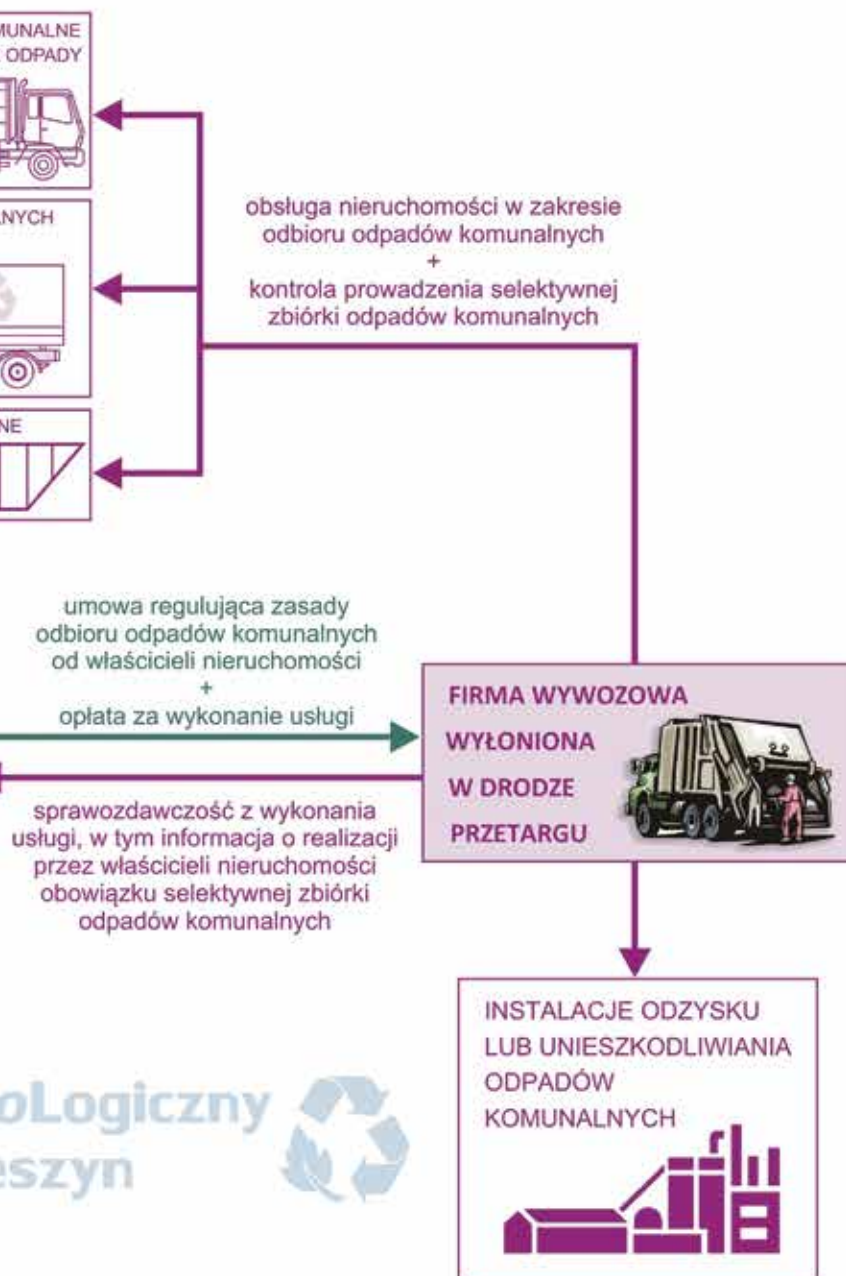 MUNALNE
ODPADY
NYCH
NE
obsługa nieruchomości w zakresie
odbioru odpadów komunalnych
+
kontrola prowadzenia selektywnej
zbiórki odpadów komunalnych
umowa regulująca zasady
odbioru odpadów komunalnych
od właścicieli nieruchomości
+
opłata za wykonanie usługi
FIRMA WYWOZOWA
WYŁONIONA
W DRODZE
PRZETARGU
sprawozdawczość z wykonania
usługi, w tym informacja o realizacji
przez właścicieli nieruchomości
obowiązku selektywnej zbiórki
odpadów komunalnych
INSTALACJE ODZYSKU
LUB UNIESZKODLIWIANIA
ODPADÓW
KOMUNALNYCH
oLogiczny
eszyn